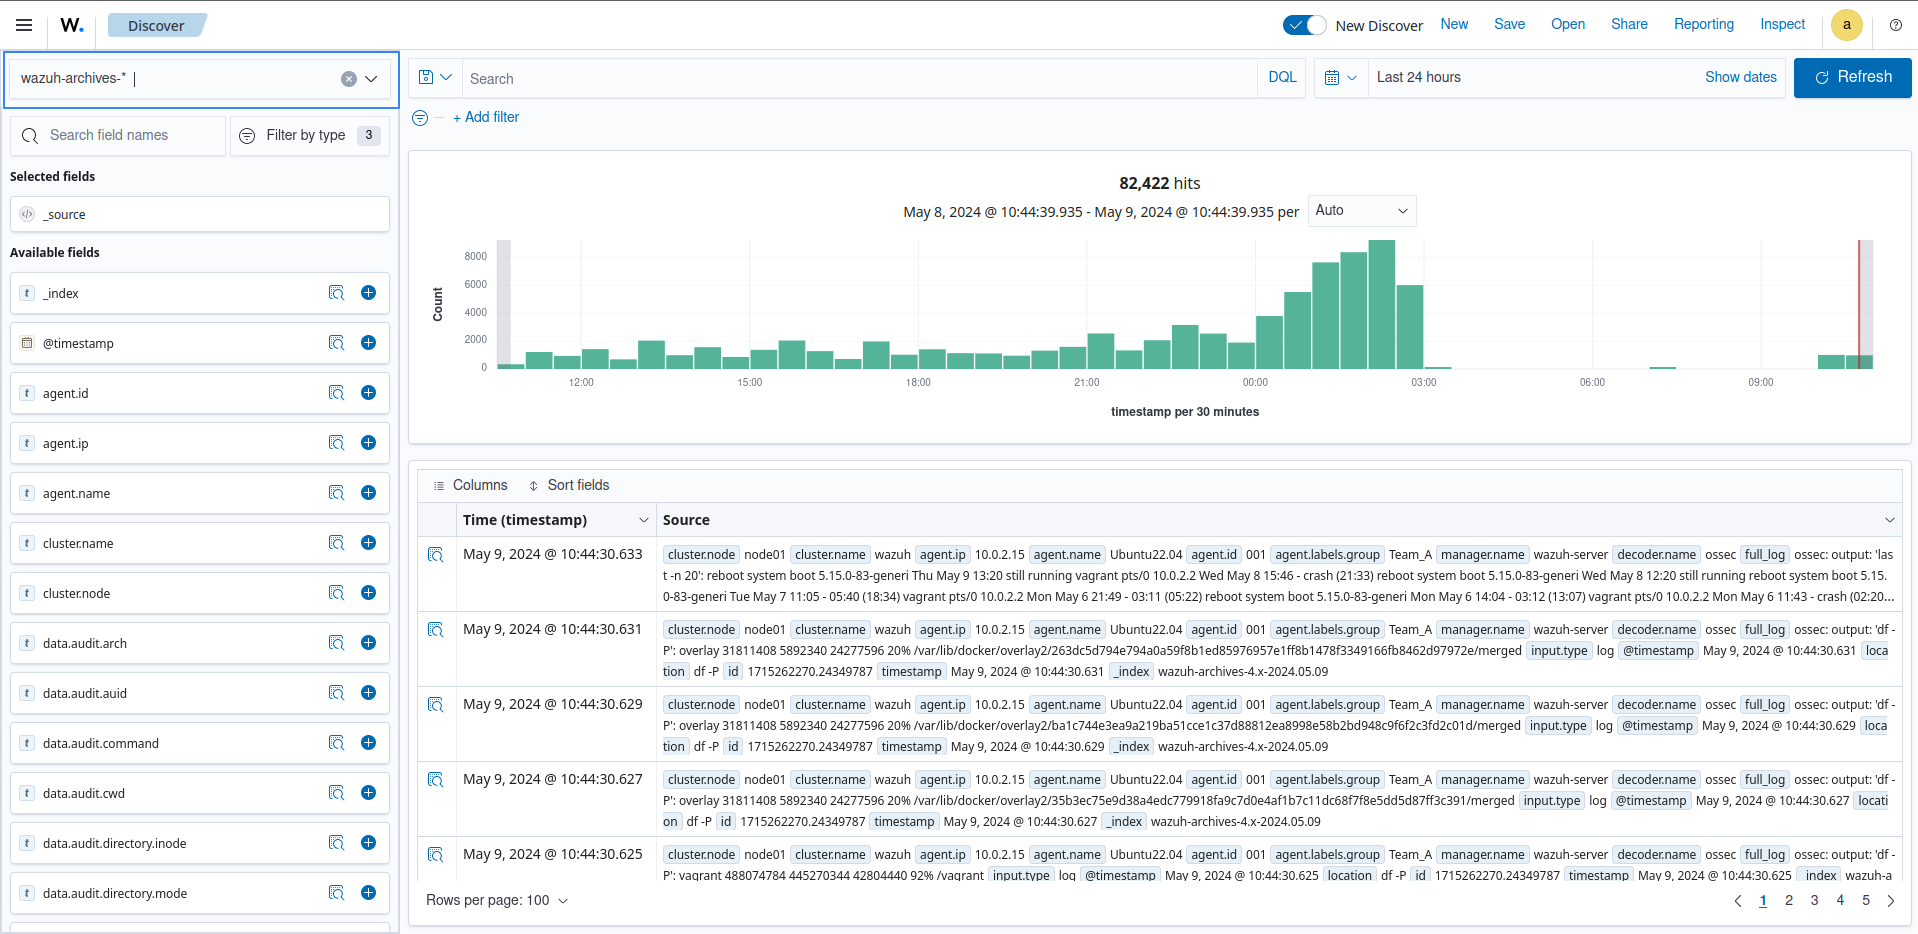 W. Discover New Discover New Save Open Share Reporting Inspect a
wazuh-archives-*
Search DQL Last 24 hours Show dates Refresh
+ Add filter
Search field names Filter by type 3
Selected fields
_source
Available fields
_index
@timestamp
agent.id
agent.ip
agent.name
cluster.name
cluster.node
data.audit.arch
data.audit.auid
data.audit.command
data.audit.cwd
data.audit.directory.inode
data.audit.directory.mode
82,422 hits
May 8, 2024 @ 10:44:39.935 - May 9, 2024 @ 10:44:39.935 per Auto
Count
8000
6000
4000
2000
0
12:00 15:00 18:00 21:00 00:00 03:00 06:00 09:00
timestamp per 30 minutes
Columns Sort fields
Time (timestamp) Source
May 9, 2024 @ 10:44:30.633 cluster.node node01 cluster.name wazuh agent.ip 10.0.2.15 agent.name Ubuntu22.04 agent.id 001 agent.labels.group Team_A manager.name wazuh-server decoder.name ossec full_log ossec: output: 'las
t -n 20': reboot system boot 5.15.0-83-generi Thu May 9 13:20 still running vagrant pts/0 10.0.2.2 Wed May 8 15:46 - crash (21:33) reboot system boot 5.15.0-83-generi Wed May 8 12:20 still running reboot system boot 5.15.
0-83-generi Tue May 7 11:05 - 05:40 (18:34) vagrant pts/0 10.0.2.2 Mon May 6 21:49 - 03:11 (05:22) reboot system boot 5.15.0-83-generi Mon May 6 14:04 - 03:12 (13:07) vagrant pts/0 10.0.2.2 Mon May 6 11:43 - crash (02:20...
May 9, 2024 @ 10:44:30.631 cluster.node node01 cluster.name wazuh agent.ip 10.0.2.15 agent.name Ubuntu22.04 agent.id 001 agent.labels.group Team_A manager.name wazuh-server decoder.name ossec full_log ossec: output: 'df -
P': overlay 31811408 5892340 24277596 20% /var/lib/docker/overlay2/263dc5d794e794a0a59f8b1ed85976957e1ff8b1478f3349166fb8462d97972e/merged input.type log @timestamp May 9, 2024 @ 10:44:30.631 loca
tion df -P id 1715262270.24349787 timestamp May 9, 2024 @ 10:44:30.631 _index wazuh-archives-4.x-2024.05.09
May 9, 2024 @ 10:44:30.629 cluster.node node01 cluster.name wazuh agent.ip 10.0.2.15 agent.name Ubuntu22.04 agent.id 001 agent.labels.group Team_A manager.name wazuh-server decoder.name ossec full_log ossec: output: 'df -
P': overlay 31811408 5892340 24277596 20% /var/lib/docker/overlay2/ba1c744e3ea9a219ba51cce1c37d88812ea8998e58b2bd948c9f6f2c3fd2c01d/merged input.type log @timestamp May 9, 2024 @ 10:44:30.629 loca
tion df -P id 1715262270.24349787 timestamp May 9, 2024 @ 10:44:30.629 _index wazuh-archives-4.x-2024.05.09
May 9, 2024 @ 10:44:30.627 cluster.node node01 cluster.name wazuh agent.ip 10.0.2.15 agent.name Ubuntu22.04 agent.id 001 agent.labels.group Team_A manager.name wazuh-server decoder.name ossec full_log ossec: output: 'df -
P': overlay 31811408 5892340 24277596 20% /var/lib/docker/overlay2/35b3ec75e9d38a4edc779918fa9c7d0e4af1b7c11dc68f7f8e5dd5d87ff3c391/merged input.type log @timestamp May 9, 2024 @ 10:44:30.627 locati
on df -P id 1715262270.24349787 timestamp May 9, 2024 @ 10:44:30.627 _index wazuh-archives-4.x-2024.05.09
May 9, 2024 @ 10:44:30.625 cluster.node node01 cluster.name wazuh agent.ip 10.0.2.15 agent.name Ubuntu22.04 agent.id 001 agent.labels.group Team_A manager.name wazuh-server decoder.name ossec full_log ossec: output: 'df -
P': vagrant 488074784 445270344 42804440 92% /vagrant input.type log @timestamp May 9, 2024 @ 10:44:30.625 location df -P id 1715262270.24349787 timestamp May 9, 2024 @ 10:44:30.625 _index wazuh-a
Rows per page: 100 1 2 3 4 5